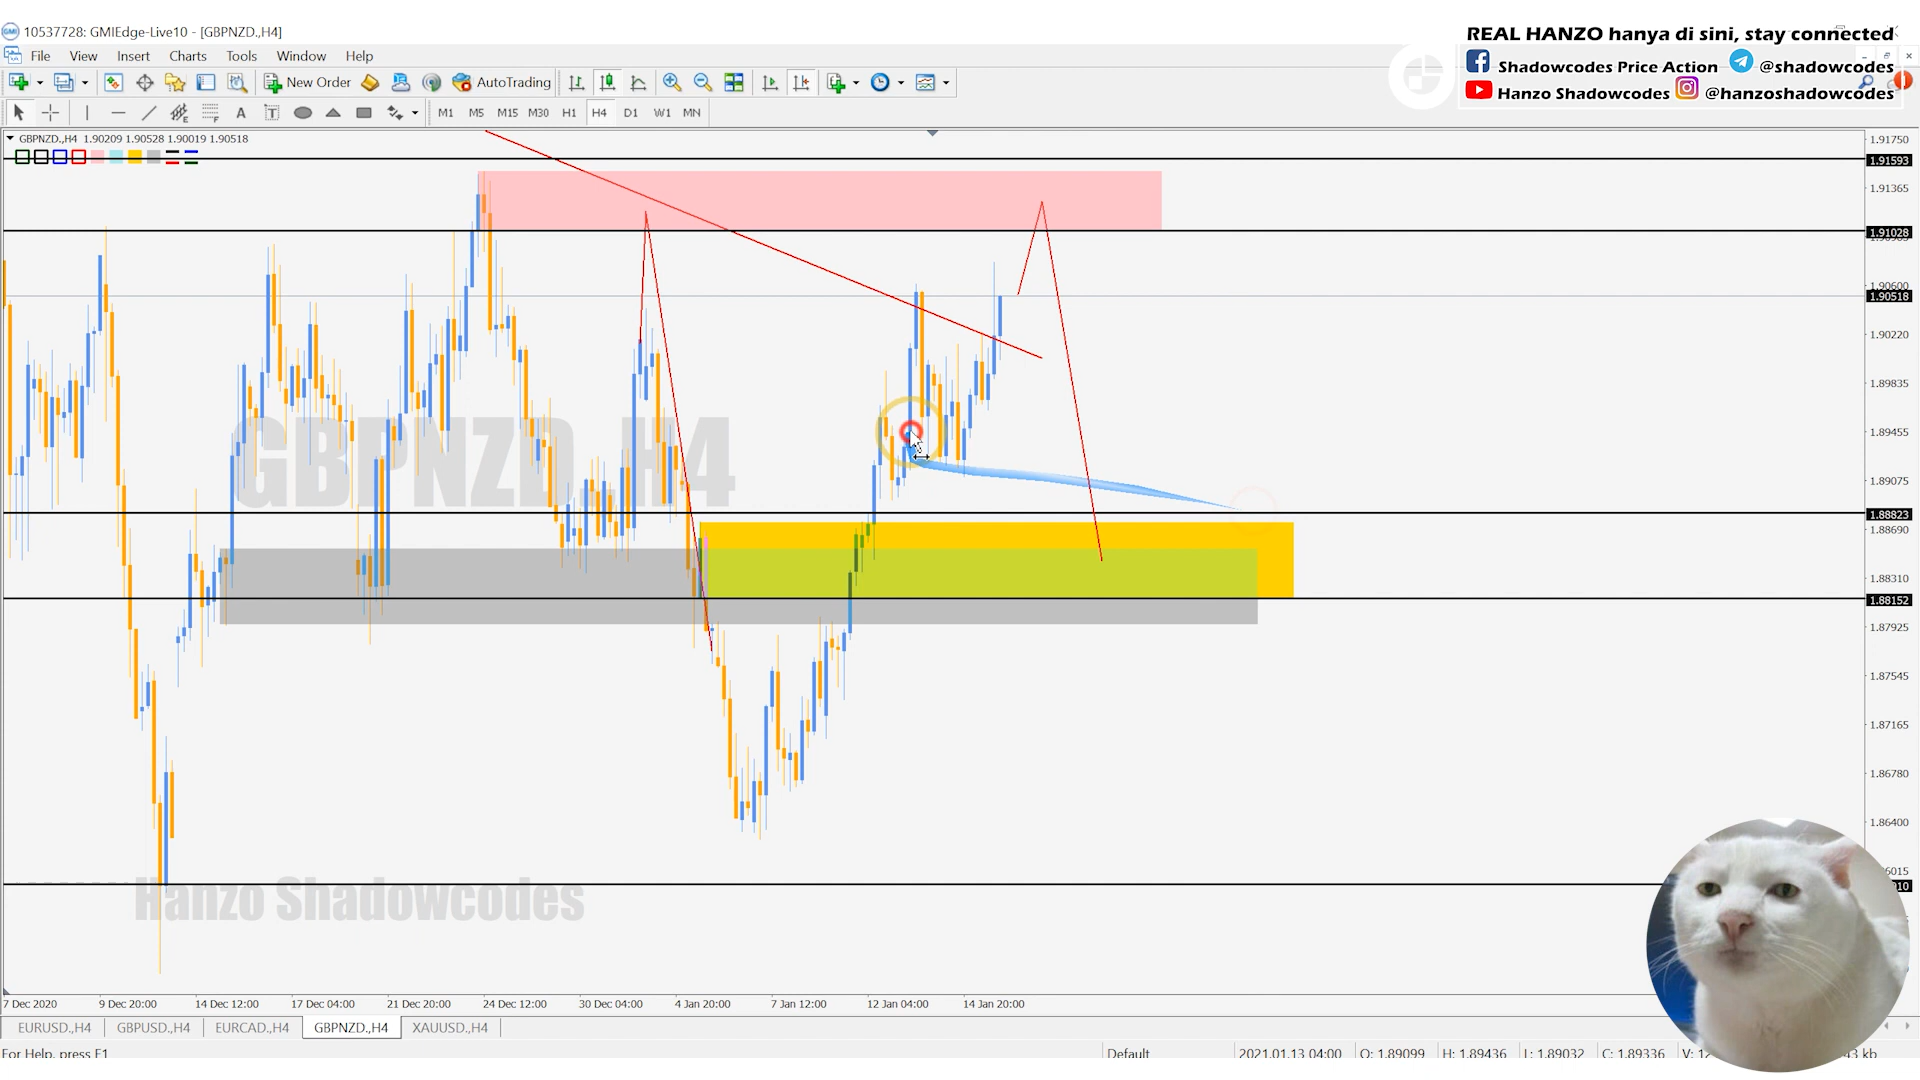 10537728: GMIEdge-Live10 - [GBPNZD.,H4]
REAL HANZO hanya di sini, stay connected
File View Insert Charts Tools Window Help
Shadowcodes Price Action @shadowcodes
New Order AutoTrading
Hanzo Shadowcodes @hanzoshadowcodes
M1 M5 M15 M30 H1 H4 D1 W1 MN
GBPNZD.,H4 1.90209 1.90528 1.90019 1.90518
1.91750
1.91593
1.91365
1.91028
1.90600
1.90518
1.90220
1.89835
1.89455
GBPNZD.,H4
1.89075
1.88823
1.88690
1.88310
1.88152
1.87925
1.87545
1.87165
1.86780
1.86400
Hanzo Shadowcodes
7 Dec 2020 9 Dec 20:00 14 Dec 12:00 17 Dec 04:00 21 Dec 20:00 24 Dec 12:00 30 Dec 04:00 4 Jan 20:00 7 Jan 12:00 12 Jan 04:00 14 Jan 20:00
EURUSD.,H4 GBPUSD.,H4 EURCAD.,H4 GBPNZD.,H4 XAUUSD.,H4
For Help, press F1 Default 2021.01.13 04:00 O: 1.89099 H: 1.89436 L: 1.89032 C: 1.89336 kb